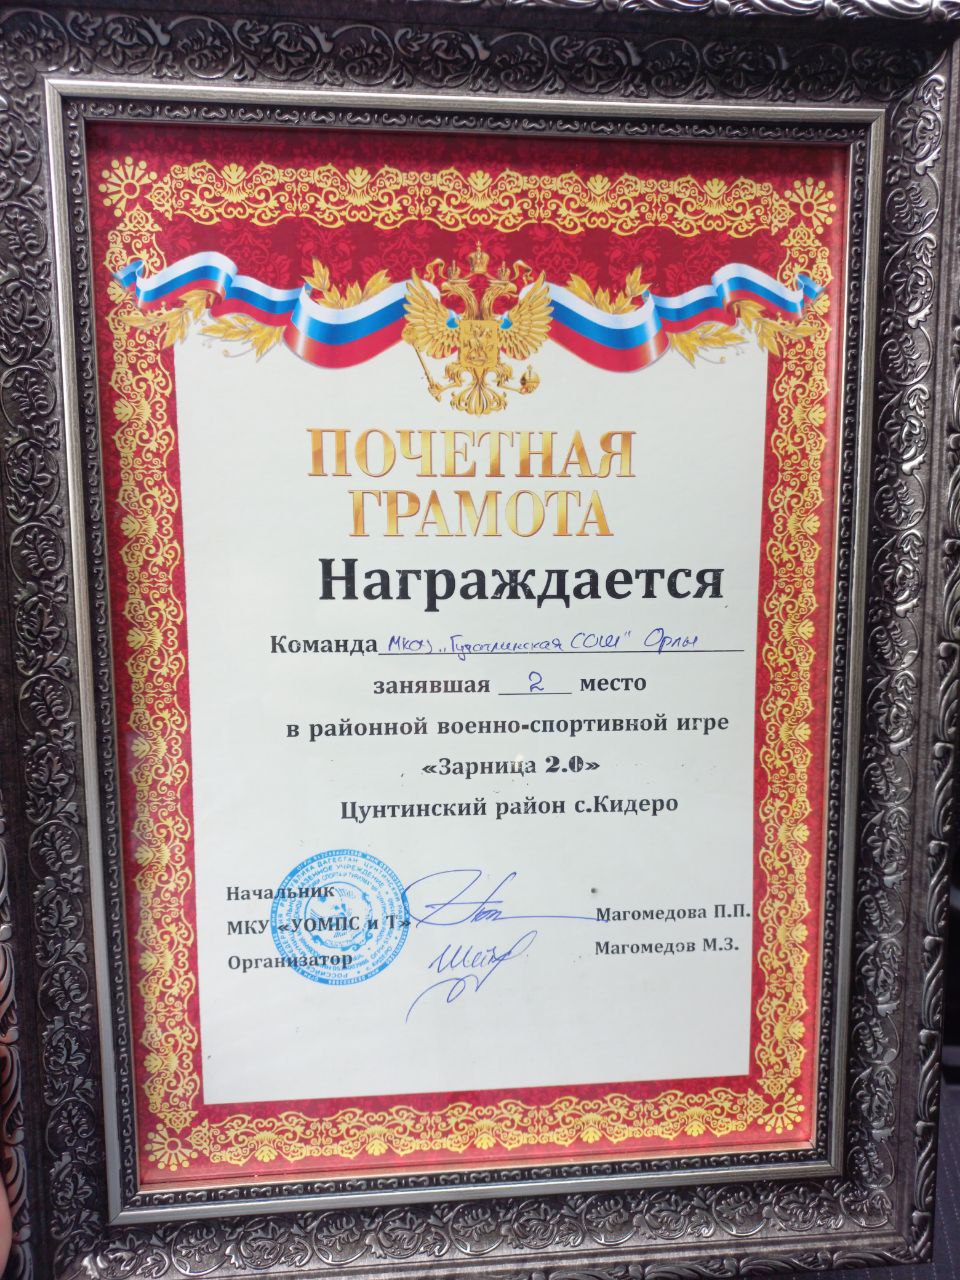 ПОЧЕТНАЯ
ГРАМОТА
Награждается
Команда МКОУ „Гутатлинская СОШ" Орлы
занявшая 2 место
в районной военно-спортивной игре
«Зарница 2.0»
Цунтинский район с.Кидеро
Начальник
МКУ «УОМПС и Т» Магомедова П.П.
Организатор Магомедов М.З.